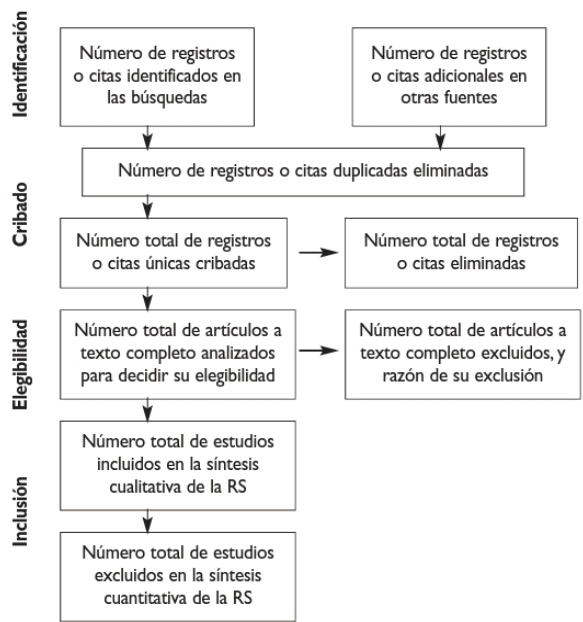 Identificación
Número de registros
o citas identificados en
las búsquedas
Número de registros
o citas adicionales en
otras fuentes
Número de registros o citas duplicadas eliminadas
Cribado
Número total de registros
o citas únicas cribadas
Número total de registros
o citas eliminadas
Elegibilidad
Número total de artículos a
texto completo analizados
para decidir su elegibilidad
Número total de artículos a
texto completo excluidos, y
razón de su exclusión
Inclusión
Número total de estudios
incluidos en la síntesis
cualitativa de la RS
Número total de estudios
excluidos en la síntesis
cuantitativa de la RS